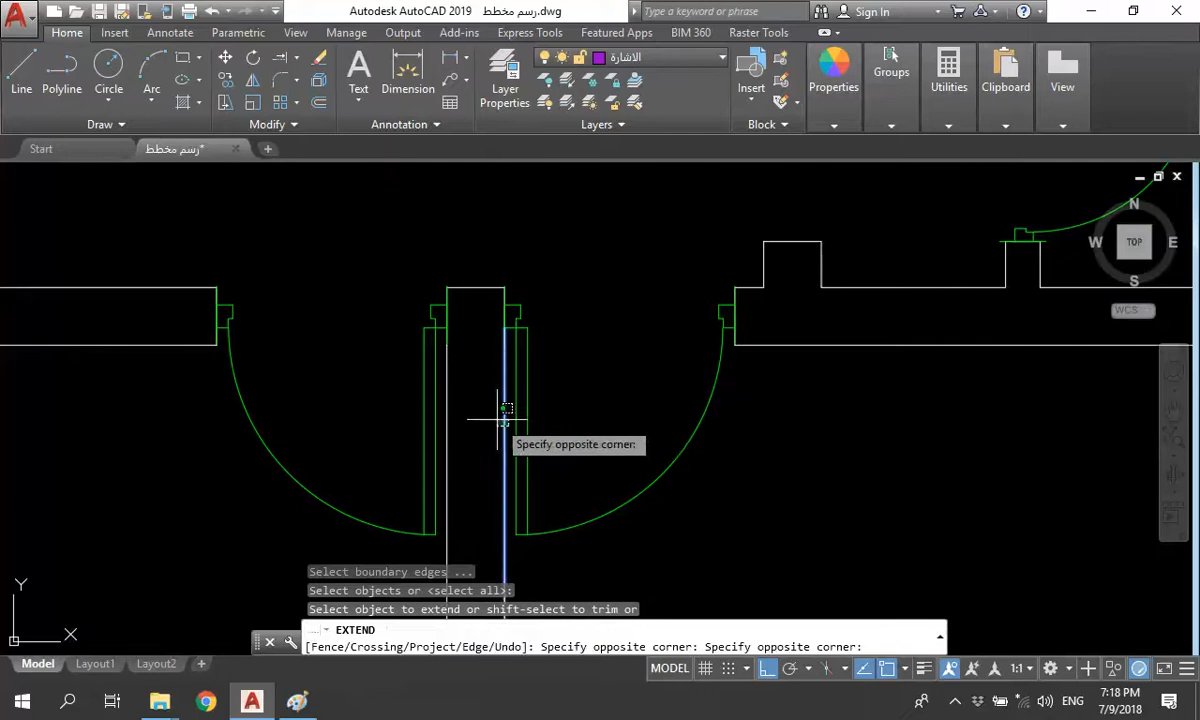 A Autodesk AutoCAD 2019 رسم مخطط.dwg Type a keyword or phrase Sign In
Home Insert Annotate Parametric View Manage Output Add-ins Express Tools Featured Apps BIM 360 Raster Tools
الاشارة
Line Polyline Circle Arc Text Dimension Layer Properties Insert Properties Groups Utilities Clipboard View
Draw Modify Annotation Layers Block
Start رسم مخطط*
N
W TOP E
S
WCS
Specify opposite corner:
Select boundary edges ...
Select objects or <select all>:
Select object to extend or shift-select to trim or
EXTEND
[Fence/Crossing/Project/Edge/Undo]: Specify opposite corner: Specify opposite corner:
Y
X
Model Layout1 Layout2 + MODEL 1:1
A ENG 7:18 PM
7/9/2018